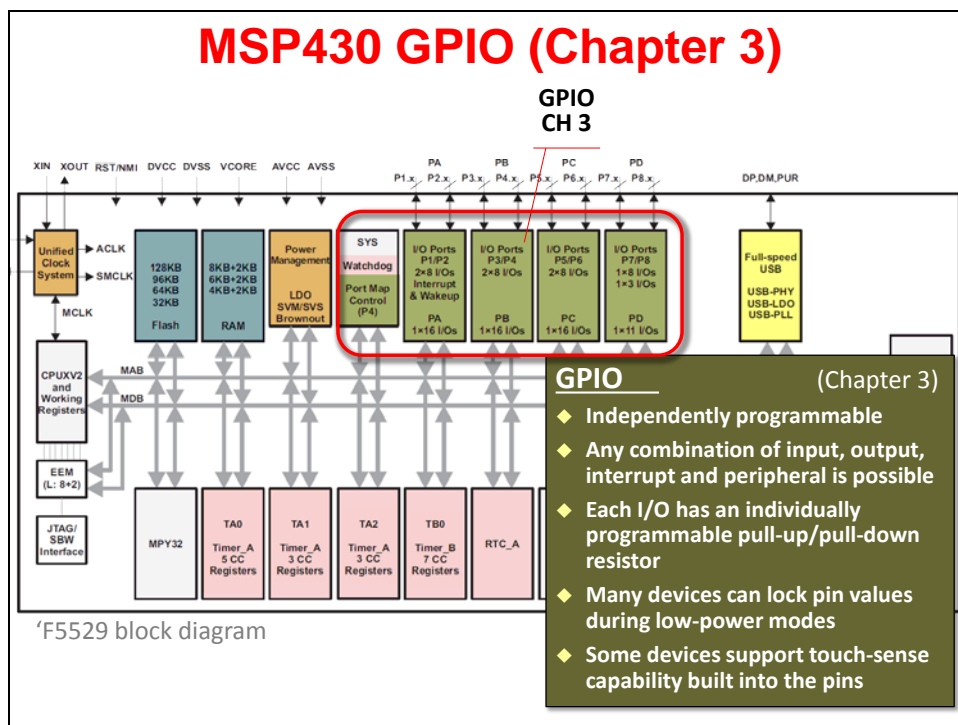 MSP430 GPIO (Chapter 3)
GPIO
CH 3
XIN
XOUT
RST/NMI
DVCC
DVSS
VCORE
AVCC
AVSS
PA
P1.x
P2.x
PB
P3.x
P4.x
PC
P5.x
P6.x
PD
P7.x
P8.x
DP,DM,PUR
Unified
Clock
System
ACLK
SMCLK
MCLK
128KB
96KB
64KB
32KB
Flash
8KB+2KB
6KB+2KB
4KB+2KB
RAM
Power
Management
LDO
SVM/SVS
Brownout
SYS
Watchdog
Port Map
Control
(P4)
I/O Ports
P1/P2
2×8 I/Os
Interrupt
& Wakeup
PA
1×16 I/Os
I/O Ports
P3/P4
2×8 I/Os
PB
1×16 I/Os
I/O Ports
P5/P6
2×8 I/Os
PC
1×16 I/Os
I/O Ports
P7/P8
1×8 I/Os
1×3 I/Os
PD
1×11 I/Os
Full-speed
USB
USB-PHY
USB-LDO
USB-PLL
CPUXV2
and
Working
Registers
MAB
MDB
EEM
(L: 8+2)
JTAG/
SBW
Interface
MPY32
TA0
Timer_A
5 CC
Registers
TA1
Timer_A
3 CC
Registers
TA2
Timer_A
3 CC
Registers
TB0
Timer_B
7 CC
Registers
RTC_A
GPIO (Chapter 3)
◆ Independently programmable
◆ Any combination of input, output,
interrupt and peripheral is possible
◆ Each I/O has an individually
programmable pull-up/pull-down
resistor
◆ Many devices can lock pin values
during low-power modes
◆ Some devices support touch-sense
capability built into the pins
‘F5529 block diagram